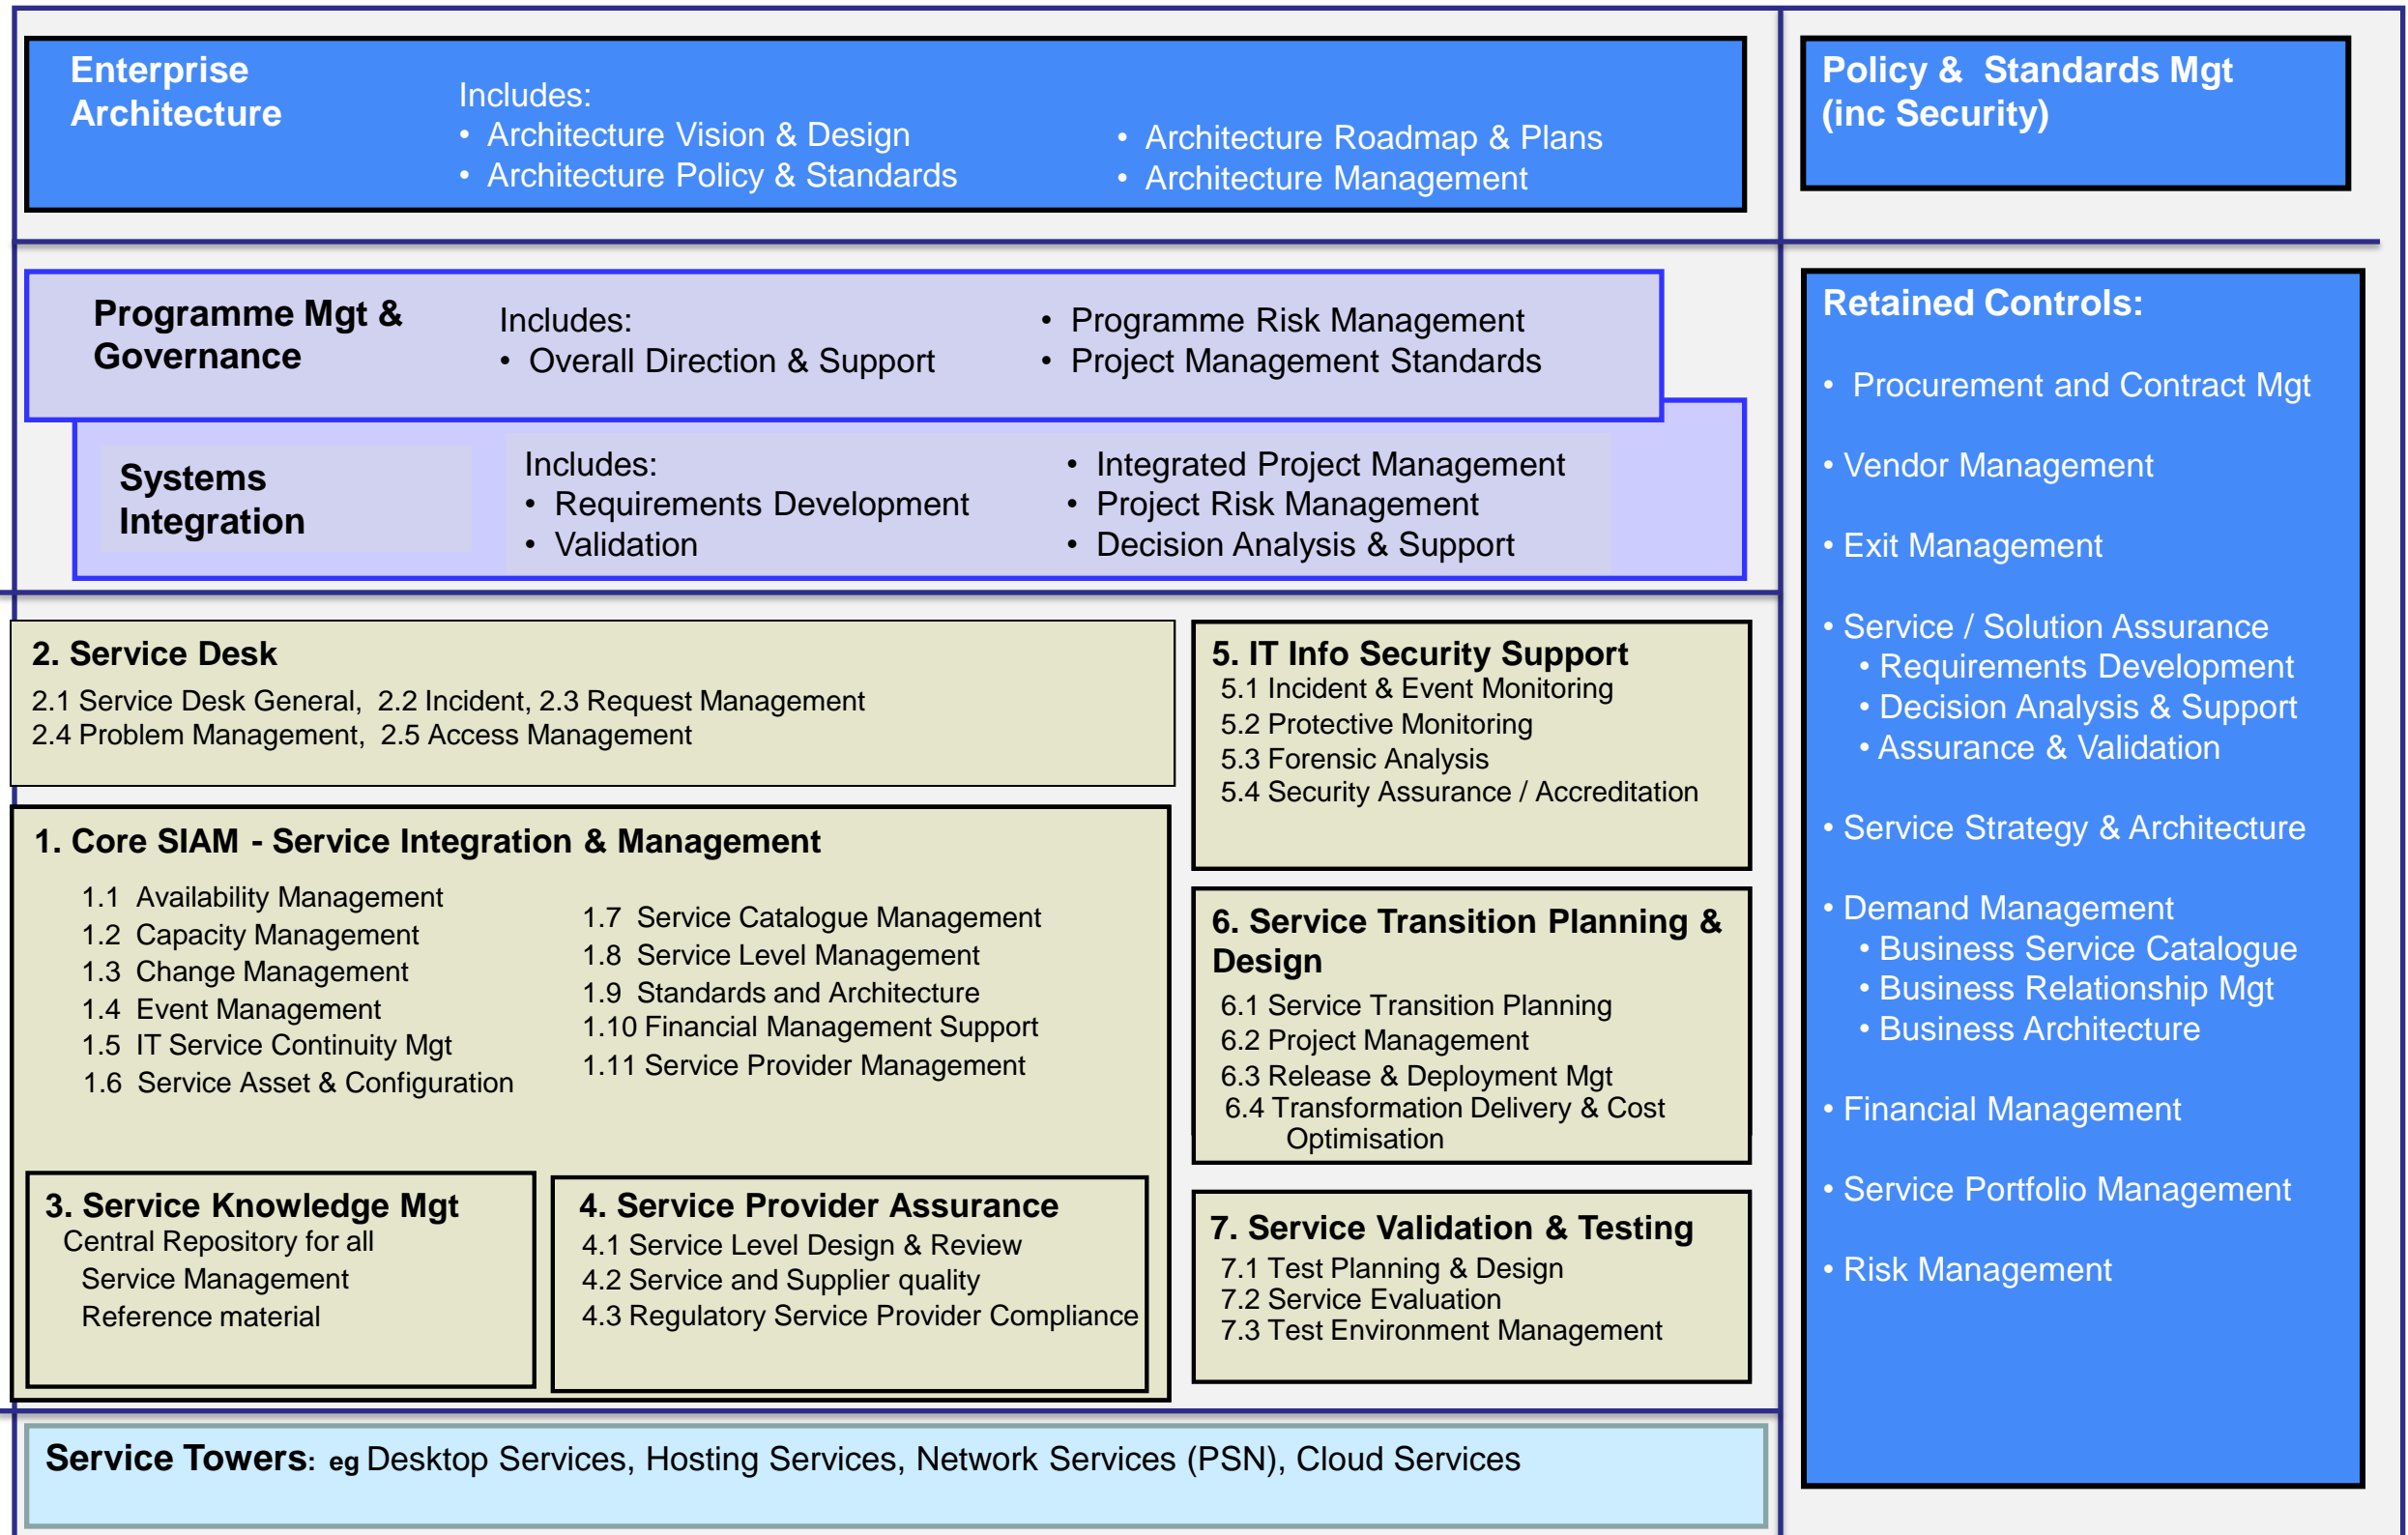 Enterprise
Architecture
Includes:
• Architecture Vision & Design
• Architecture Policy & Standards
• Architecture Roadmap & Plans
• Architecture Management
Policy & Standards Mgt
(inc Security)
Programme Mgt &
Governance
Includes:
• Overall Direction & Support
• Programme Risk Management
• Project Management Standards
Systems
Integration
Includes:
• Requirements Development
• Validation
• Integrated Project Management
• Project Risk Management
• Decision Analysis & Support
2. Service Desk
2.1 Service Desk General, 2.2 Incident, 2.3 Request Management
2.4 Problem Management, 2.5 Access Management
1. Core SIAM - Service Integration & Management
1.1 Availability Management
1.2 Capacity Management
1.3 Change Management
1.4 Event Management
1.5 IT Service Continuity Mgt
1.6 Service Asset & Configuration
1.7 Service Catalogue Management
1.8 Service Level Management
1.9 Standards and Architecture
1.10 Financial Management Support
1.11 Service Provider Management
3. Service Knowledge Mgt
Central Repository for all
Service Management
Reference material
4. Service Provider Assurance
4.1 Service Level Design & Review
4.2 Service and Supplier quality
4.3 Regulatory Service Provider Compliance
5. IT Info Security Support
5.1 Incident & Event Monitoring
5.2 Protective Monitoring
5.3 Forensic Analysis
5.4 Security Assurance / Accreditation
6. Service Transition Planning &
Design
6.1 Service Transition Planning
6.2 Project Management
6.3 Release & Deployment Mgt
6.4 Transformation Delivery & Cost
Optimisation
7. Service Validation & Testing
7.1 Test Planning & Design
7.2 Service Evaluation
7.3 Test Environment Management
Service Towers: eg Desktop Services, Hosting Services, Network Services (PSN), Cloud Services
Retained Controls:
• Procurement and Contract Mgt
• Vendor Management
• Exit Management
• Service / Solution Assurance
• Requirements Development
• Decision Analysis & Support
• Assurance & Validation
• Service Strategy & Architecture
• Demand Management
• Business Service Catalogue
• Business Relationship Mgt
• Business Architecture
• Financial Management
• Service Portfolio Management
• Risk Management